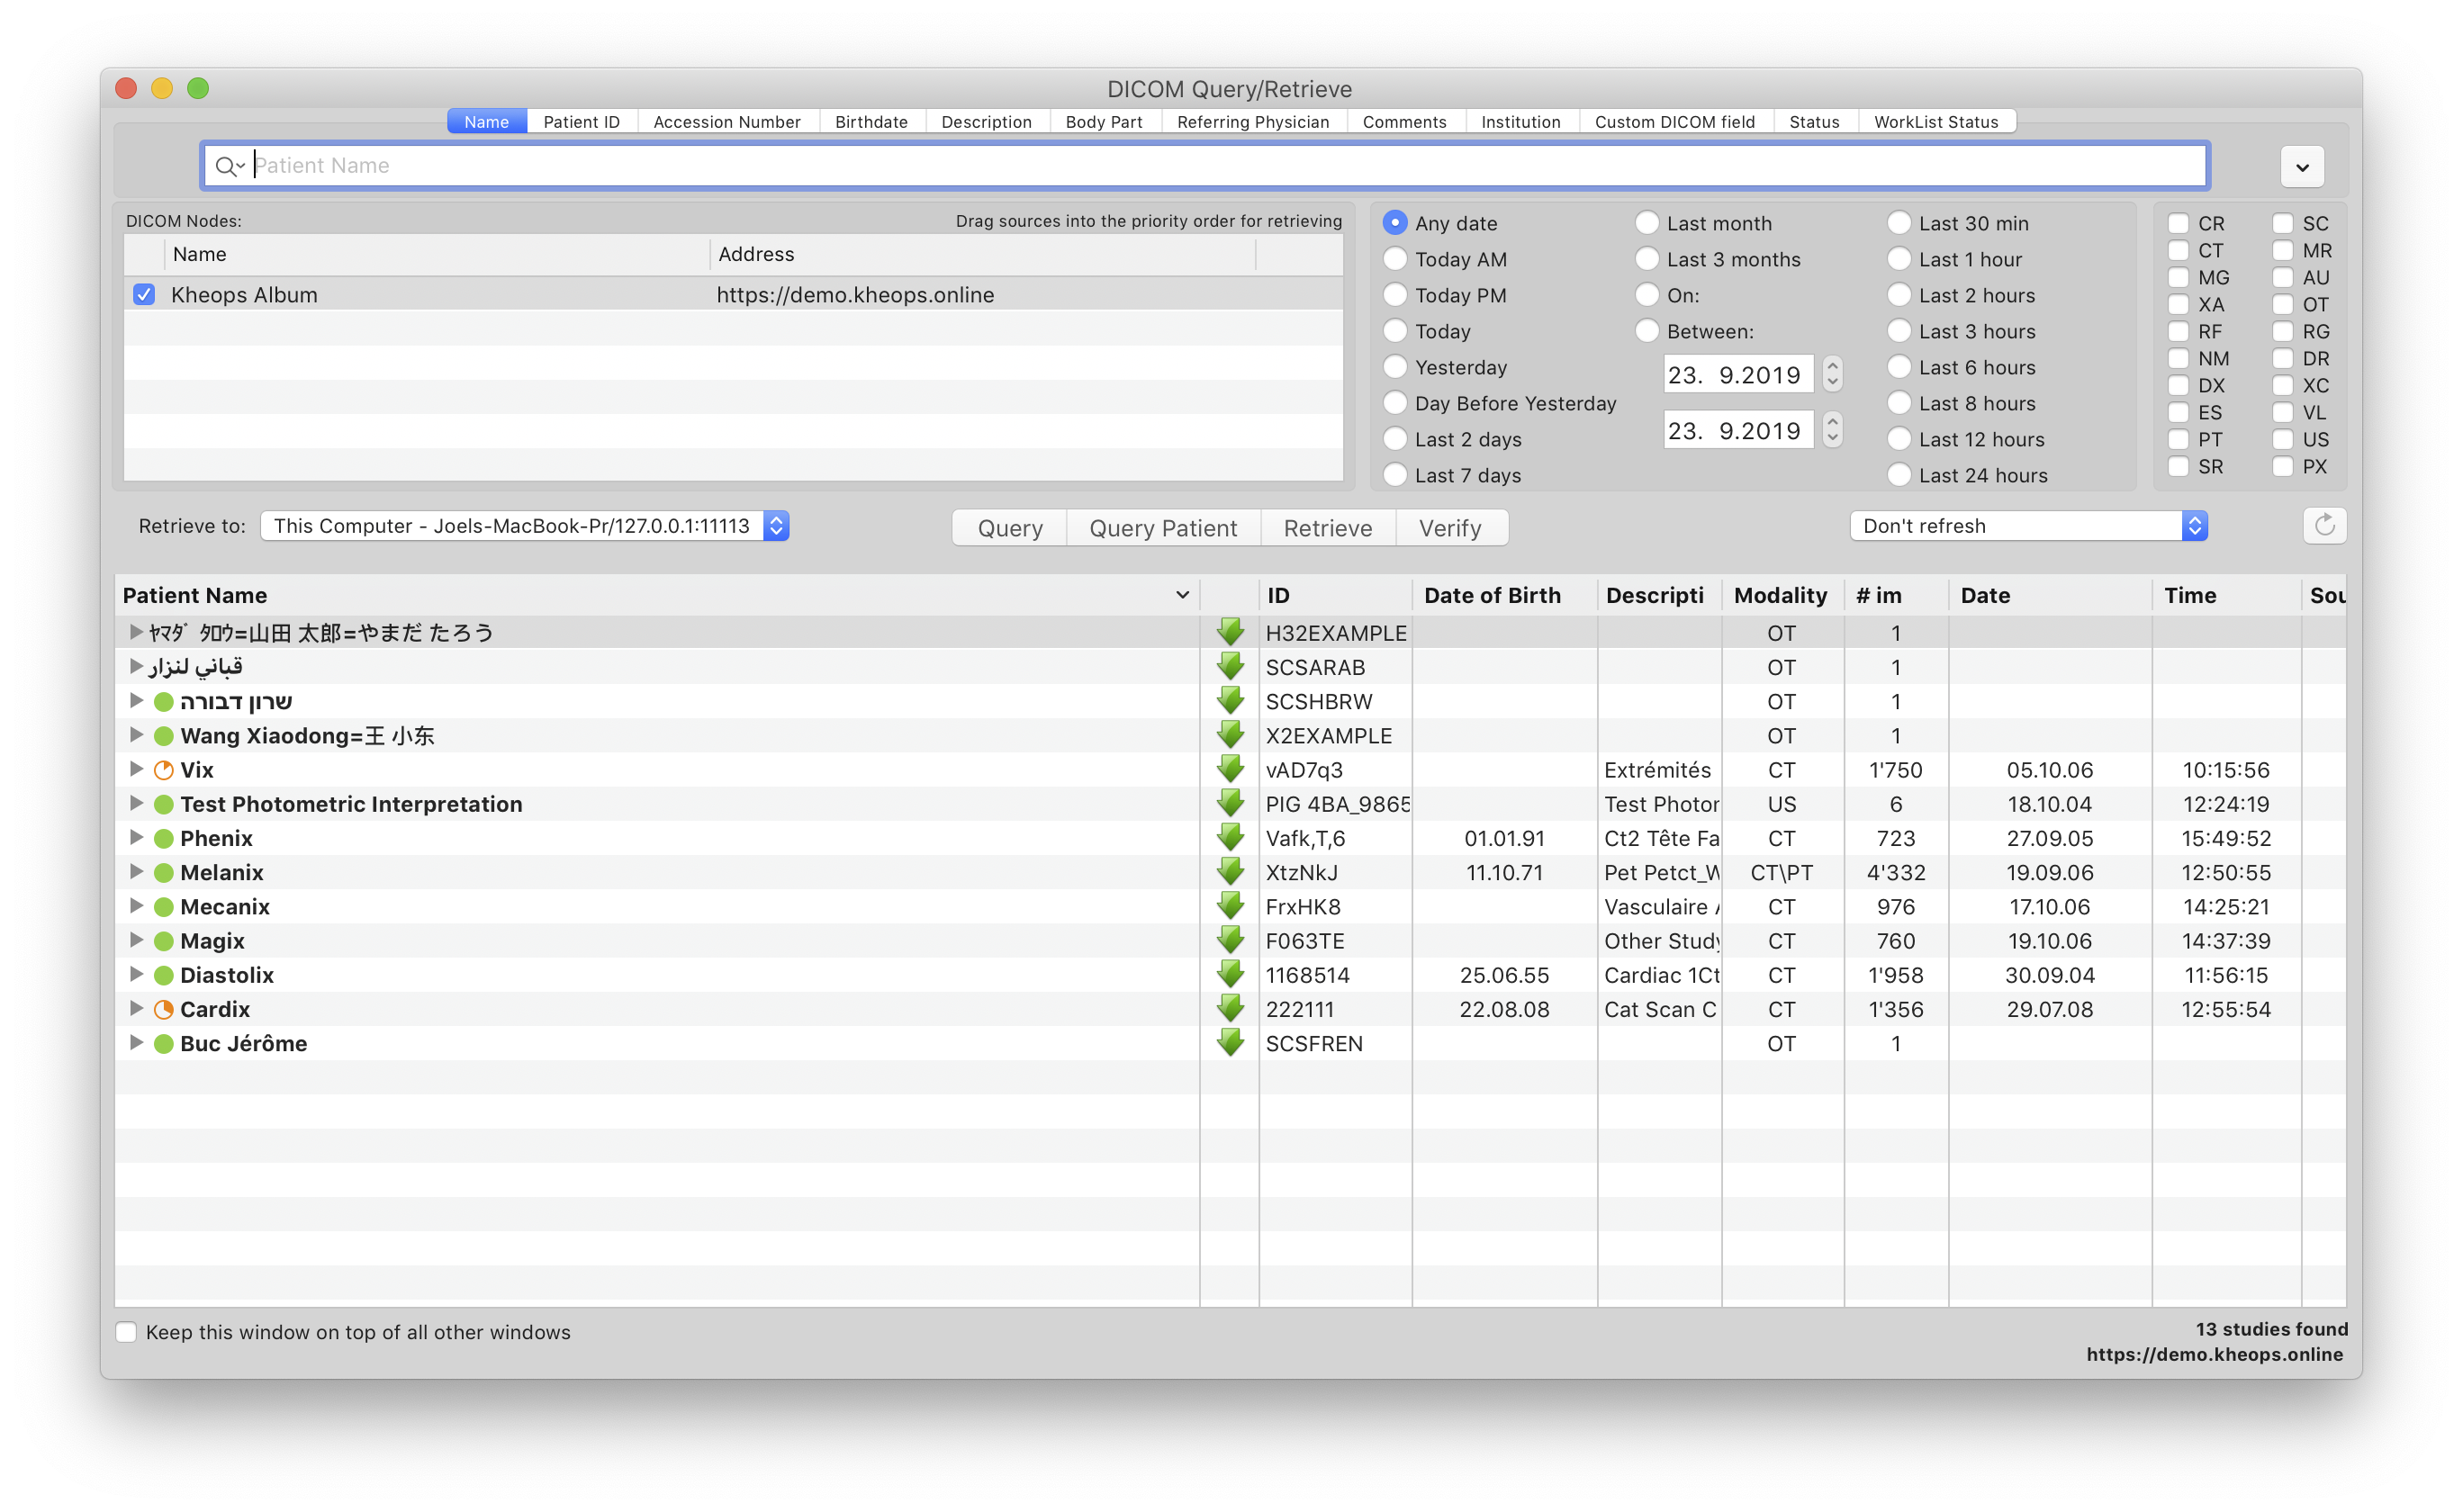 DICOM Query/Retrieve
Name Patient ID Accession Number Birthdate Description Body Part Referring Physician Comments Institution Custom DICOM field Status WorkList Status
Patient Name
DICOM Nodes: Drag sources into the priority order for retrieving
Name Address
Kheops Album https://demo.kheops.online
Any date Last month Last 30 min
Today AM Last 3 months Last 1 hour
Today PM On: Last 2 hours
Today Between: Last 3 hours
Yesterday 23. 9.2019 Last 6 hours
Day Before Yesterday Last 8 hours
Last 2 days 23. 9.2019 Last 12 hours
Last 7 days Last 24 hours
CR SC
CT MR
MG AU
XA OT
RF RG
NM DR
DX XC
ES VL
PT US
SR PX
Retrieve to: This Computer - Joels-MacBook-Pr/127.0.0.1:11113 Query Query Patient Retrieve Verify Don't refresh
Patient Name ID Date of Birth Descripti Modality # im Date Time Sou
ﾔﾏﾀﾞ ﾀﾛｳ=山田 太郎=やまだ たろう H32EXAMPLE OT 1
قباني لنزار SCSARAB OT 1
שרון דבורה SCSHBRW OT 1
Wang Xiaodong=王 小东 X2EXAMPLE OT 1
Vix vAD7q3 Extrémités CT 1'750 05.10.06 10:15:56
Test Photometric Interpretation PIG 4BA_9865 Test Photor US 6 18.10.04 12:24:19
Phenix Vafk,T,6 01.01.91 Ct2 Tête Fa CT 723 27.09.05 15:49:52
Melanix XtzNkJ 11.10.71 Pet Petct_W CT\PT 4'332 19.09.06 12:50:55
Mecanix FrxHK8 Vasculaire A CT 976 17.10.06 14:25:21
Magix F063TE Other Study CT 760 19.10.06 14:37:39
Diastolix 1168514 25.06.55 Cardiac 1Ct CT 1'958 30.09.04 11:56:15
Cardix 222111 22.08.08 Cat Scan C CT 1'356 29.07.08 12:55:54
Buc Jérôme SCSFREN OT 1
Keep this window on top of all other windows 13 studies found
https://demo.kheops.online